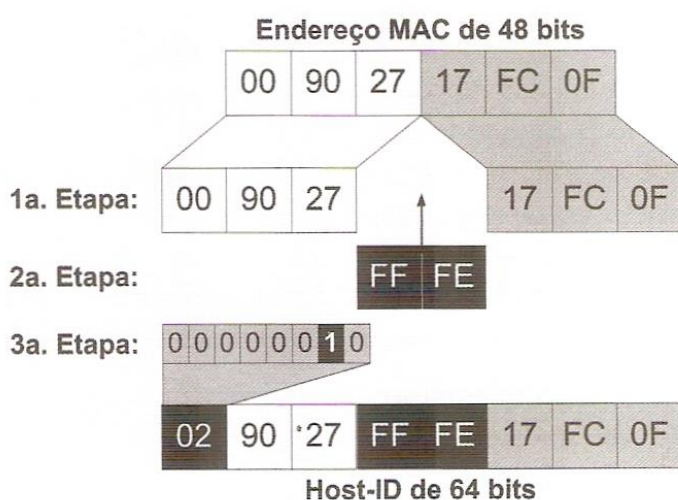 Endereço MAC de 48 bits
00 90 27 17 FC 0F
1a. Etapa: 00 90 27 17 FC 0F
2a. Etapa: FF FE
3a. Etapa: 0 0 0 0 0 0 1 0
02 90 27 FF FE 17 FC 0F
Host-ID de 64 bits